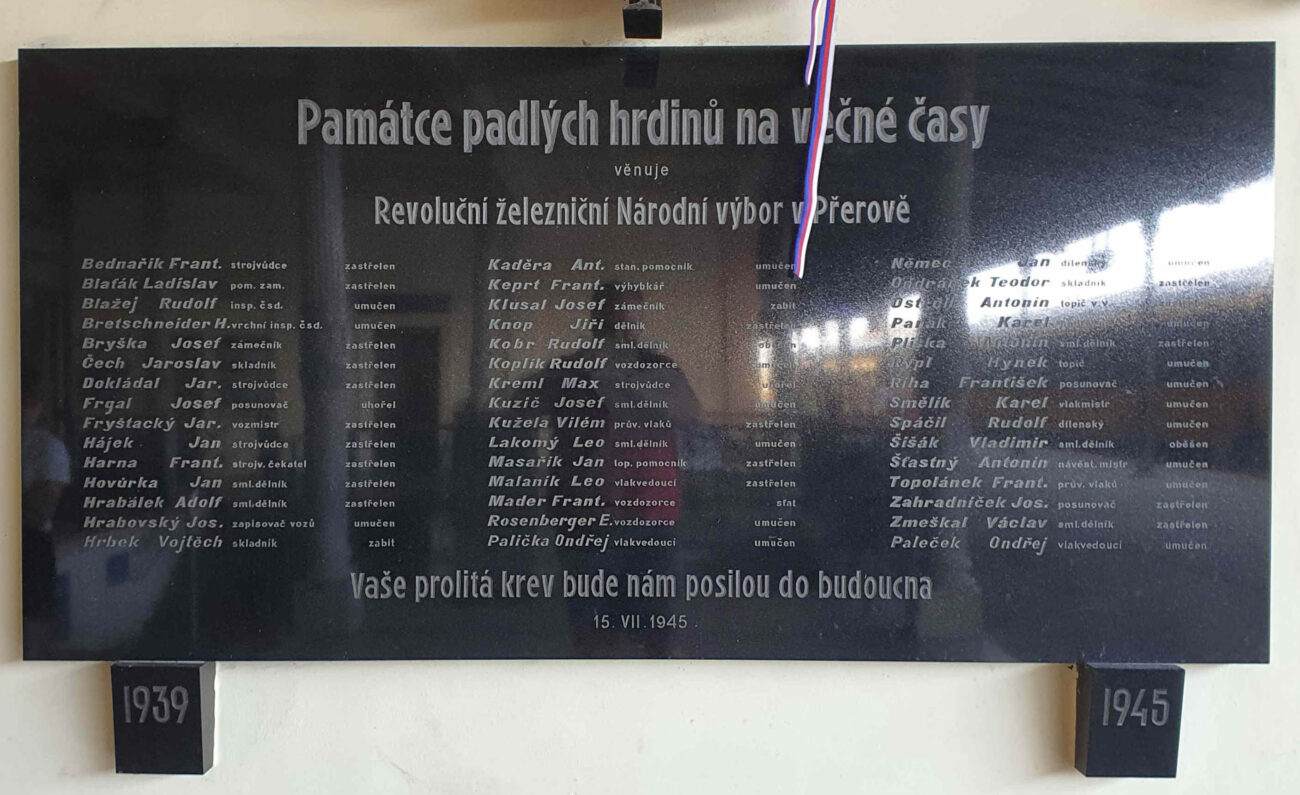 Památce padlých hrdinů na věčné časy
věnuje
Revoluční železniční Národní výbor v Přerově
Bednařík Frant. strojvůdce zastřelen
Blaťák Ladislav pom. zam. zastřelen
Blažej Rudolf insp. čsd. umučen
Bretschneider H. vrchní insp. čsd. umučen
Bryška Josef zámečník zastřelen
Čech Jaroslav skladník zastřelen
Dokládal Jar. strojvůdce zastřelen
Frgal Josef posunovač uhořel
Fryštacký Jar. vozmistr zastřelen
Hájek Jan strojvůdce zastřelen
Harna Frant. strojv. čekatel zastřelen
Hovůrka Jan sml.dělník zastřelen
Hrabálek Adolf sml.dělník zastřelen
Hrabovský Jos. zapisovač vozů umučen
Hrbek Vojtěch skladník zabit
Kaděra Ant. stan. pomocník umučen
Keprt Frant. výhybkář umučen
Klusal Josef zámečník zabit
Knop Jiří dělník zastřelen
Kobr Rudolf sml.dělník oběšen
Koplík Rudolf vozdozorce umučen
Kreml Max strojvůdce uhořel
Kuzič Josef sml.dělník umučen
Kužela Vilém prův. vlaků zastřelen
Lakomý Leo sml.dělník umučen
Masařík Jan top. pomocník zastřelen
Malaník Leo vlakvedoucí zastřelen
Mader Frant. vozdozorce sťat
Rosenberger E. vozdozorce umučen
Palička Ondřej vlakvedoucí umučen
Němec Jan dílenský umučen
Ondráček Teodor skladník zastřelen
Antonín topič v.v.
Karel umučen
Pliska Antonín sml.dělník zastřelen
Hynek topič umučen
Říha František posunovač umučen
Smělík Karel vlakmistr umučen
Spáčil Rudolf dílenský umučen
Šišák Vladimír sml.dělník oběšen
Šťastný Antonín návěst. mistr umučen
Topolánek Frant. prův. vlaků umučen
Zahradníček Jos. posunovač zastřelen
Zmeškal Václav sml.dělník zastřelen
Paleček Ondřej vlakvedoucí umučen
Vaše prolitá krev bude nám posilou do budoucna
15. VII. 1945
1939
1945